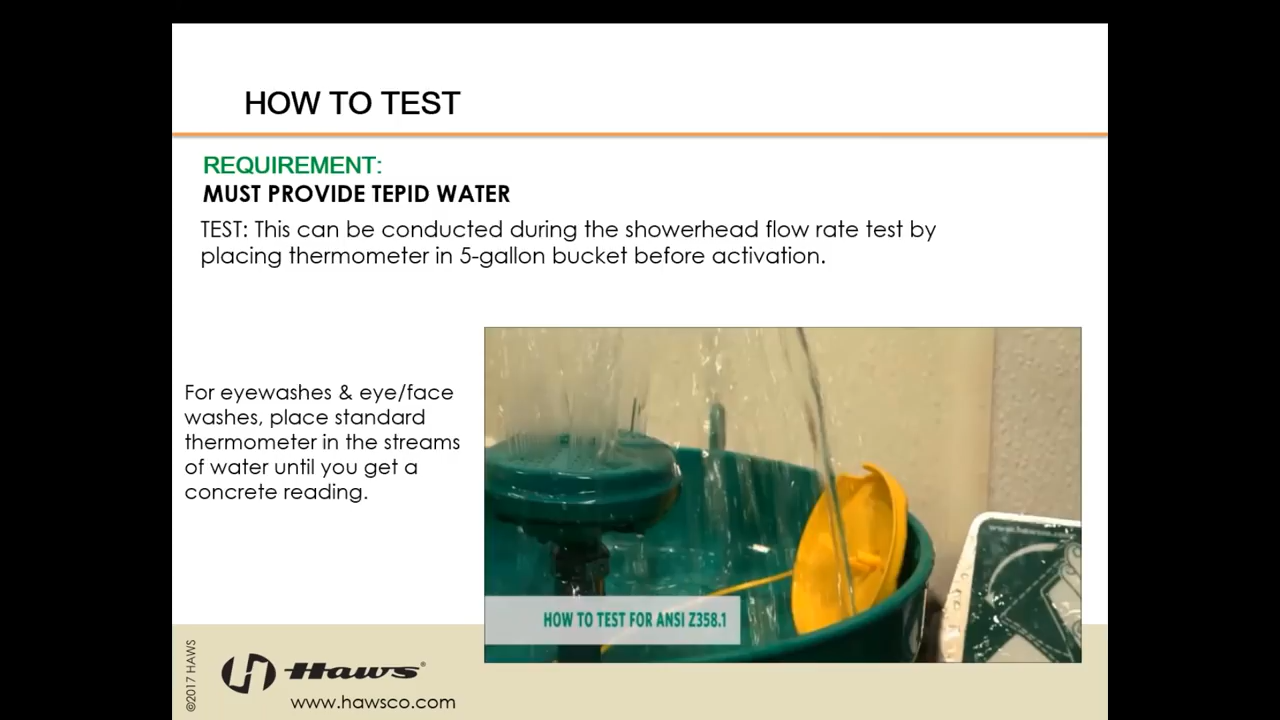 HOW TO TEST
REQUIREMENT:
MUST PROVIDE TEPID WATER
TEST: This can be conducted during the showerhead flow rate test by
placing thermometer in 5-gallon bucket before activation.
For eyewashes & eye/face
washes, place standard
thermometer in the streams
of water until you get a
concrete reading.
www.hawsco.com
HOW TO TEST FOR ANSI Z358.1
©2017 HAWS
Haws®
www.hawsco.com